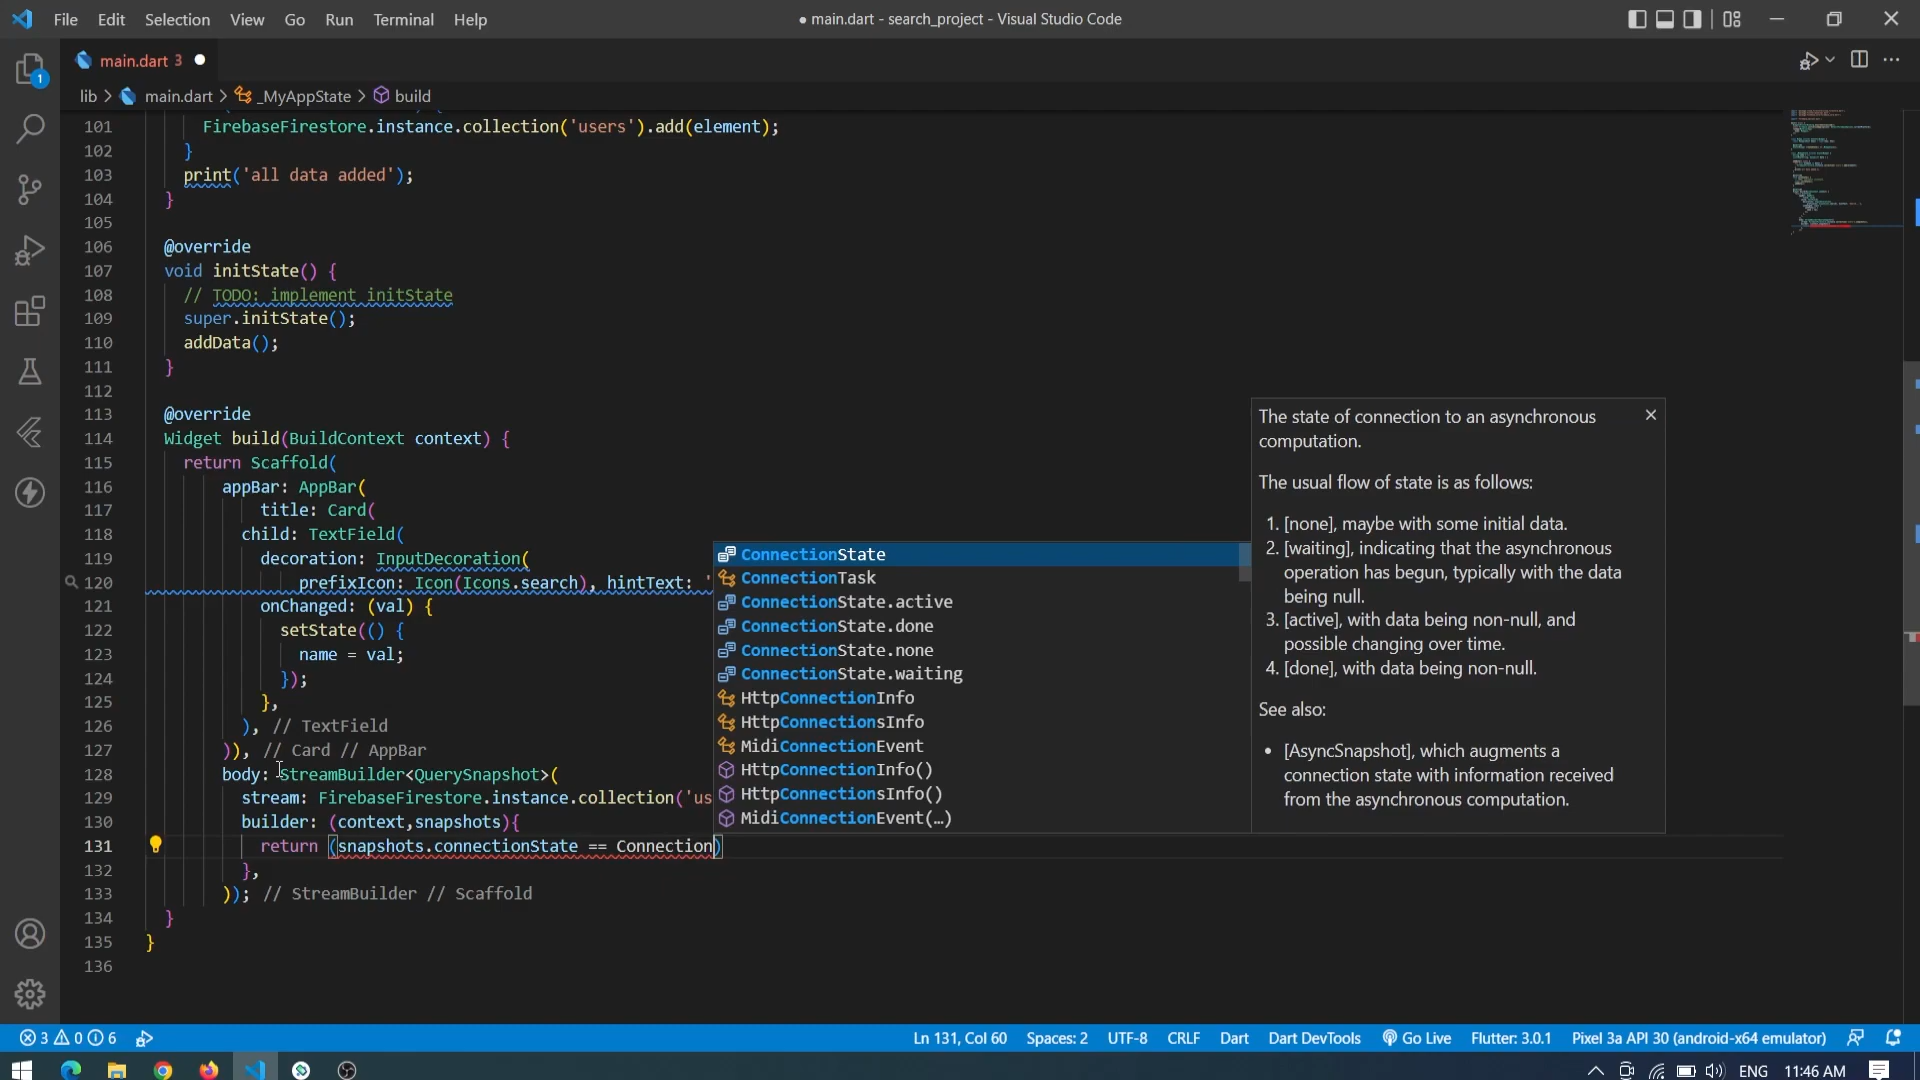 File Edit Selection View Go Run Terminal Help
● main.dart - search_project - Visual Studio Code
main.dart 3
lib > main.dart > _MyAppState > build
1
101 FirebaseFirestore.instance.collection('users').add(element);
102 }
103 print('all data added');
104 }
105
106 @override
107 void initState() {
108 // TODO: implement initState
109 super.initState();
110 addData();
111 }
112
113 @override
114 Widget build(BuildContext context) {
115 return Scaffold(
116 appBar: AppBar(
117 title: Card(
118 child: TextField(
119 decoration: InputDecoration(
120 prefixIcon: Icon(Icons.search), hintText: '
121 onChanged: (val) {
122 setState(() {
123 name = val;
124 });
125 },
126 ), // TextField
127 )), // Card // AppBar
128 body: StreamBuilder<QuerySnapshot>(
129 stream: FirebaseFirestore.instance.collection('us
130 builder: (context,snapshots){
131 return (snapshots.connectionState == Connection)
132 },
133 )); // StreamBuilder // Scaffold
134 }
135 }
136
ConnectionState
ConnectionTask
ConnectionState.active
ConnectionState.done
ConnectionState.none
ConnectionState.waiting
HttpConnectionInfo
HttpConnectionsInfo
MidiConnectionEvent
HttpConnectionInfo()
HttpConnectionsInfo()
MidiConnectionEvent(…)
The state of connection to an asynchronous
computation.
The usual flow of state is as follows:
1. [none], maybe with some initial data.
2. [waiting], indicating that the asynchronous
operation has begun, typically with the data
being null.
3. [active], with data being non-null, and
possible changing over time.
4. [done], with data being non-null.
See also:
• [AsyncSnapshot], which augments a
connection state with information received
from the asynchronous computation.
3 0 6
Ln 131, Col 60 Spaces: 2 UTF-8 CRLF Dart Dart DevTools Go Live Flutter: 3.0.1 Pixel 3a API 30 (android-x64 emulator)
ENG 11:46 AM